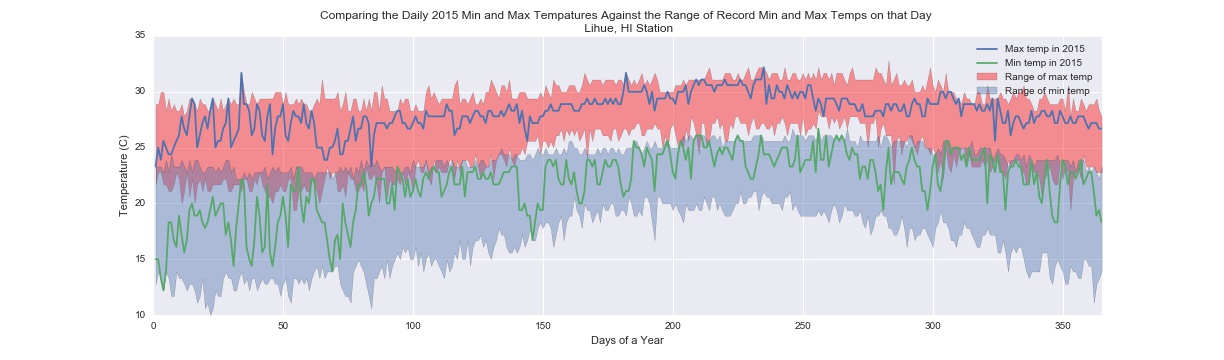 Comparing the Daily 2015 Min and Max Tempatures Against the Range of Record Min and Max Temps on that Day
Lihue, HI Station
Max temp in 2015
Min temp in 2015
Range of max temp
Range of min temp
Temperature (C)
35
30
25
20
15
10
0
50
100
150
200
250
300
350
Days of a Year